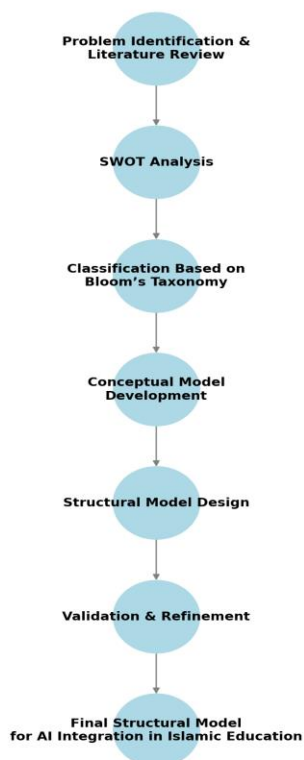 Problem Identification &
Literature Review
SWOT Analysis
Classification Based on
Bloom’s Taxonomy
Conceptual Model
Development
Structural Model Design
Validation & Refinement
Final Structural Model
for AI Integration in Islamic Education